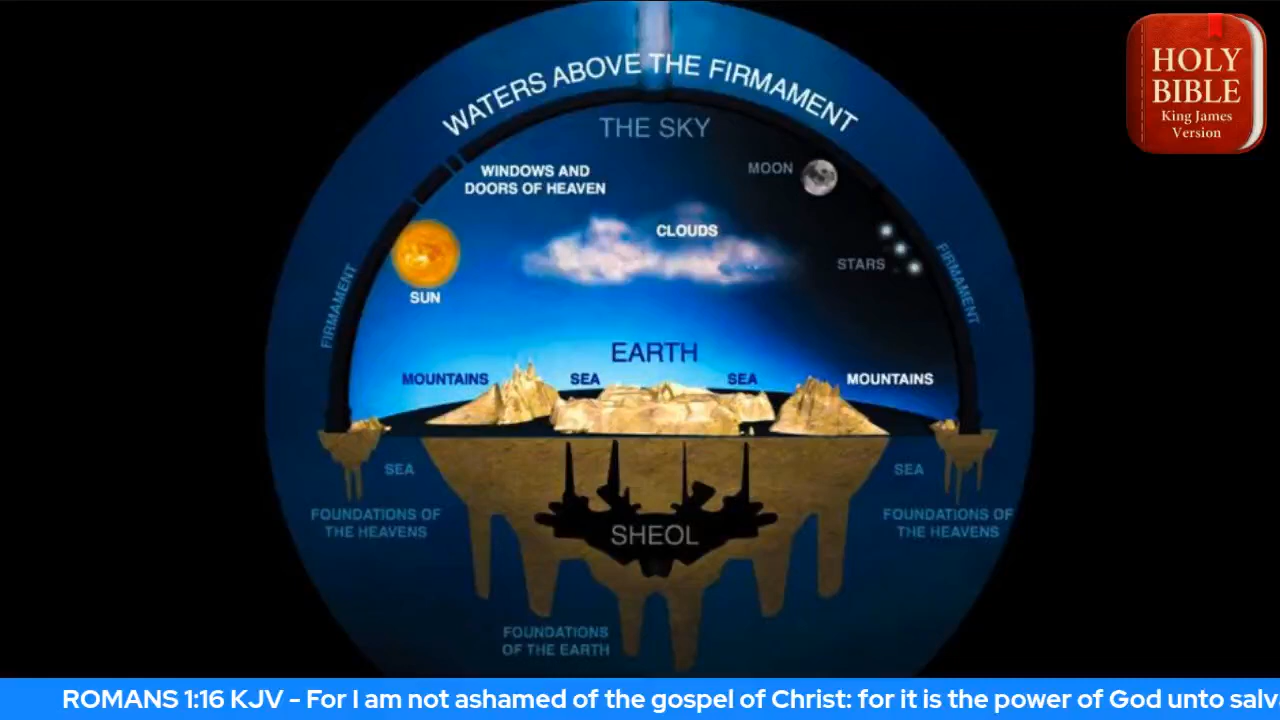 WATERS ABOVE THE FIRMAMENT
HOLY
BIBLE
King James
Version
THE SKY
WINDOWS AND
DOORS OF HEAVEN
MOON
CLOUDS
STARS
SUN
FIRMAMENT
FIRMAMENT
EARTH
MOUNTAINS
SEA
SEA
MOUNTAINS
SEA
SEA
FOUNDATIONS OF
THE HEAVENS
FOUNDATIONS OF
THE HEAVENS
SHEOL
FOUNDATIONS
OF THE EARTH
ROMANS 1:16 KJV - For I am not ashamed of the gospel of Christ: for it is the power of God unto salv